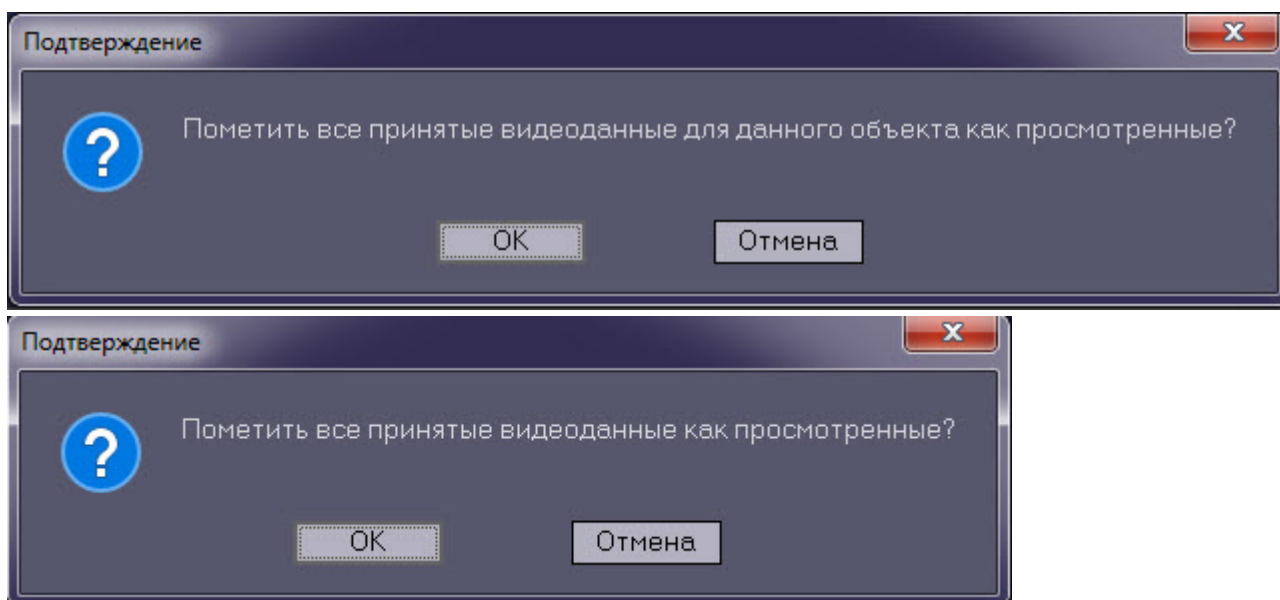 Подтверждение
Пометить все принятые видеоданные для данного объекта как просмотренные?
OK Отмена
Подтверждение
Пометить все принятые видеоданные как просмотренные?
OK Отмена